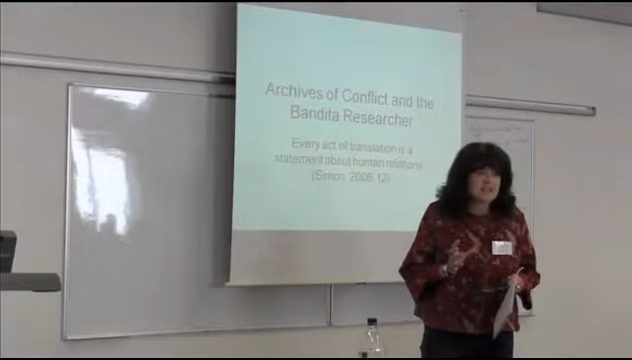 Archives of Conflict and the
Bandita Researcher
Every act of translation is a
statement about human relations
(Simon, 2006:12)